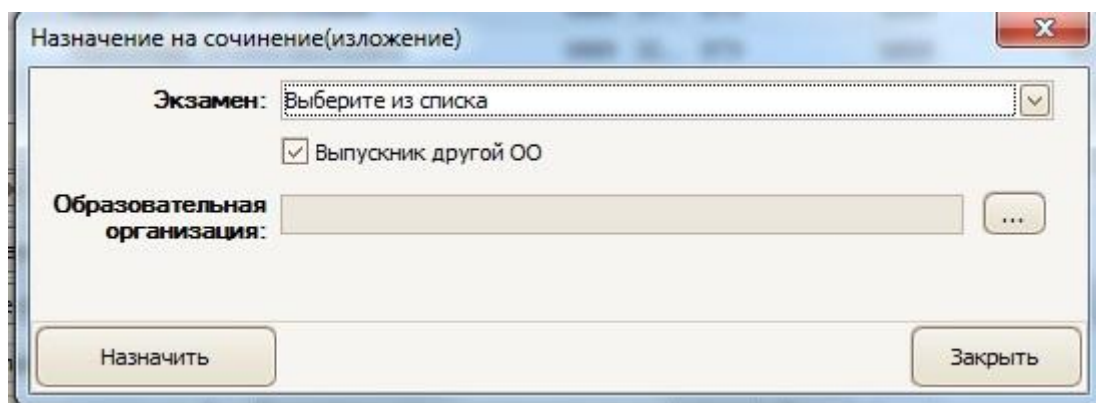 Назначение на сочинение(изложение)
Экзамен: Выберите из списка
Выпускник другой ОО
Образовательная
организация:
...
Назначить Закрыть